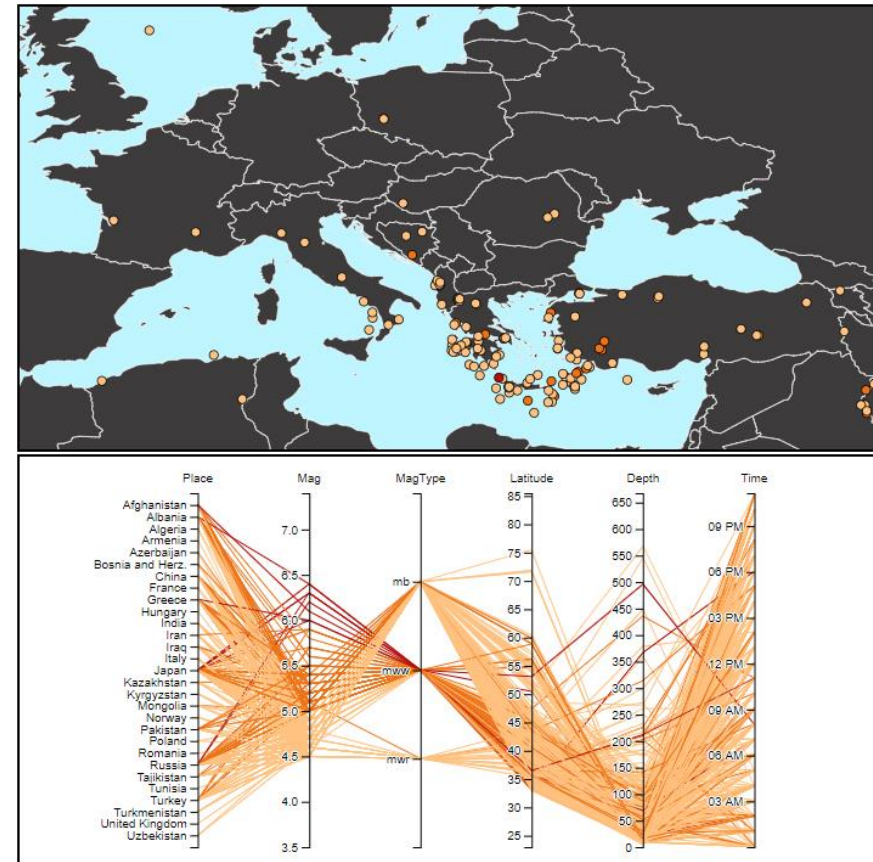 Place Mag MagType Latitude Depth Time
Afghanistan
Albania
Algeria
Armenia
Azerbaijan
Bosnia and Herz.
China
France
Greece
Hungary
India
Iran
Iraq
Italy
Japan
Kazakhstan
Kyrgyzstan
Mongolia
Norway
Pakistan
Poland
Romania
Russia
Tajikistan
Tunisia
Turkey
Turkmenistan
United Kingdom
Uzbekistan
7.0
6.5
6.0
5.5
5.0
4.5
4.0
3.5
mb
mww
mwr
85
80
75
70
65
60
55
50
45
40
35
30
25
650
600
550
500
450
400
350
300
250
200
150
100
50
0
09 PM
06 PM
03 PM
12 PM
09 AM
06 AM
03 AM